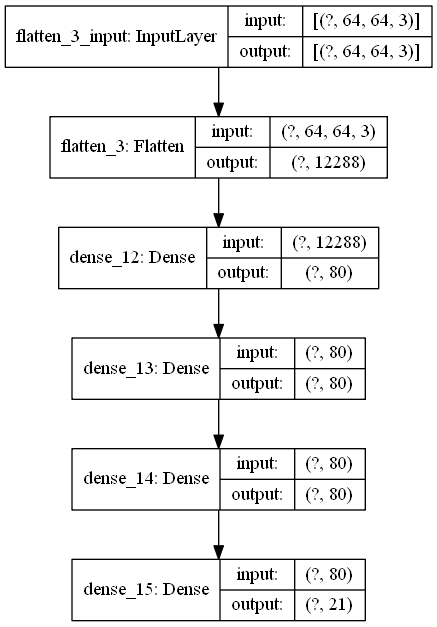 flatten_3_input: InputLayer
input: [(?, 64, 64, 3)]
output: [(?, 64, 64, 3)]
flatten_3: Flatten
input: (?, 64, 64, 3)
output: (?, 12288)
dense_12: Dense
input: (?, 12288)
output: (?, 80)
dense_13: Dense
input: (?, 80)
output: (?, 80)
dense_14: Dense
input: (?, 80)
output: (?, 80)
dense_15: Dense
input: (?, 80)
output: (?, 21)